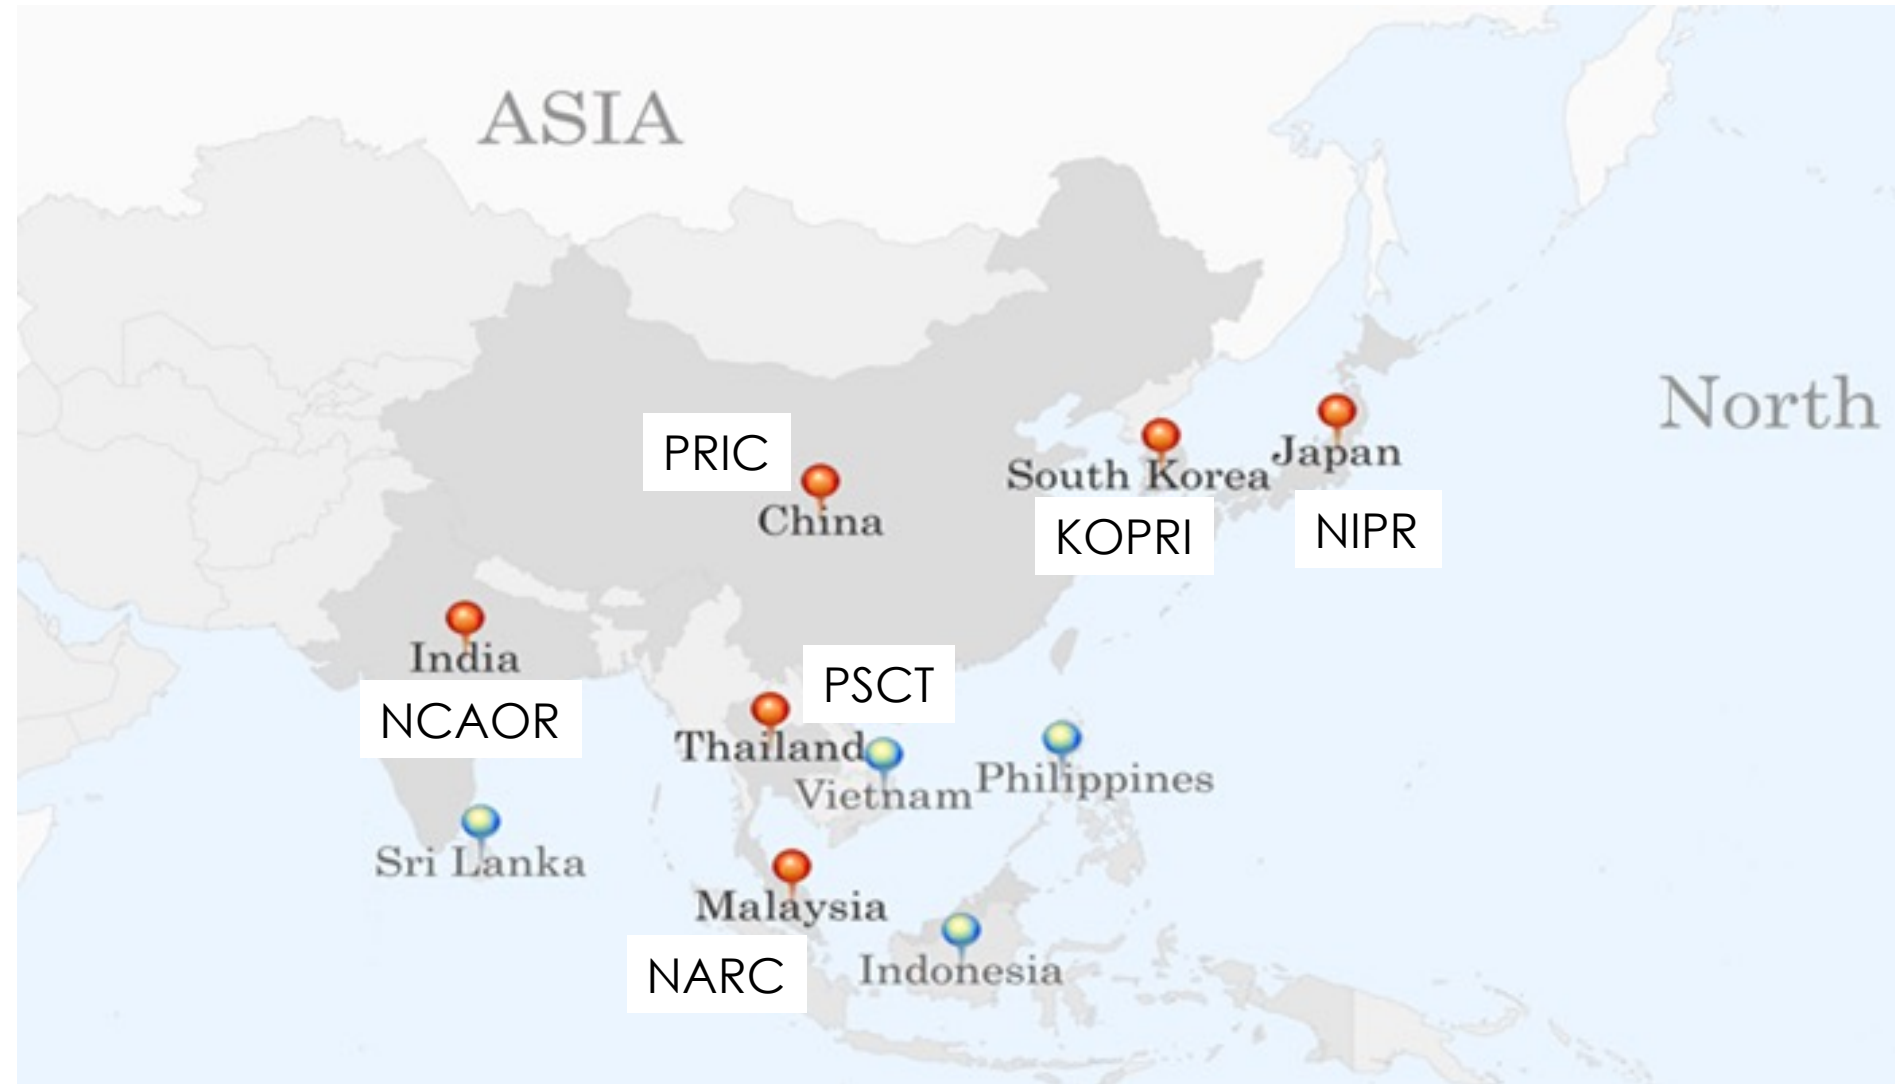 ASIA
North
PRIC
China
South Korea
KOPRI
Japan
NIPR
India
NCAOR
PSCT
Thailand
Vietnam
Philippines
Sri Lanka
Malaysia
NARC
Indonesia